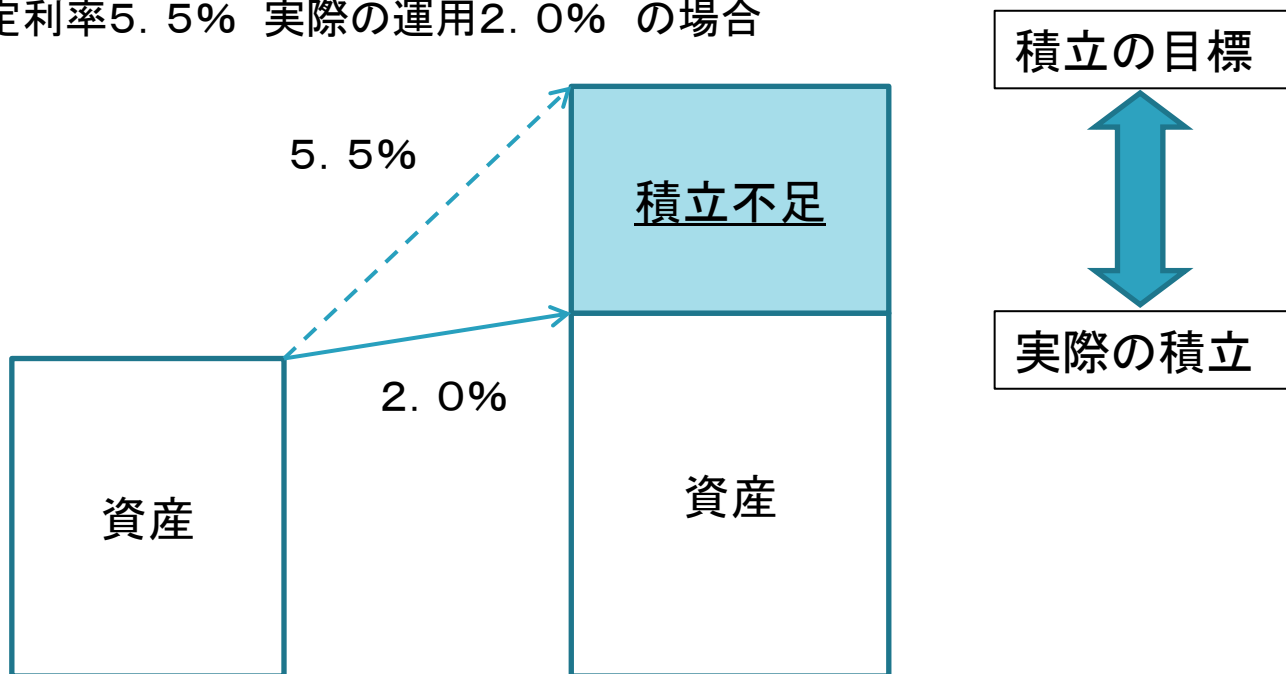 定利率5．5%　実際の運用2．0%　の場合
積立の目標
5．5%
積立不足
実際の積立
2．0%
資産
資産